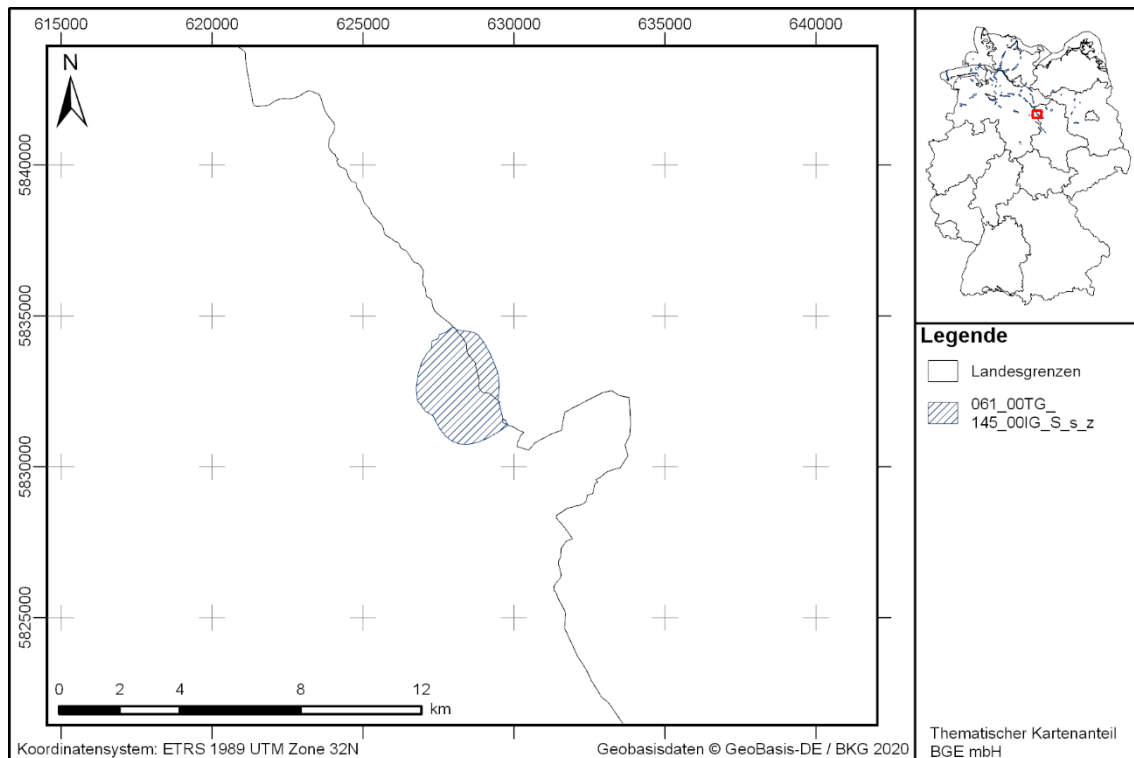 615000 620000 625000 630000 635000 640000
N
5840000
5835000
5830000
5825000
0 2 4 8 12
km
Koordinatensystem: ETRS 1989 UTM Zone 32N
Geobasisdaten © GeoBasis-DE / BKG 2020
Legende
Landesgrenzen
061_00TG_
145_00IG_S_s_z
Thematischer Kartenanteil
BGE mbH